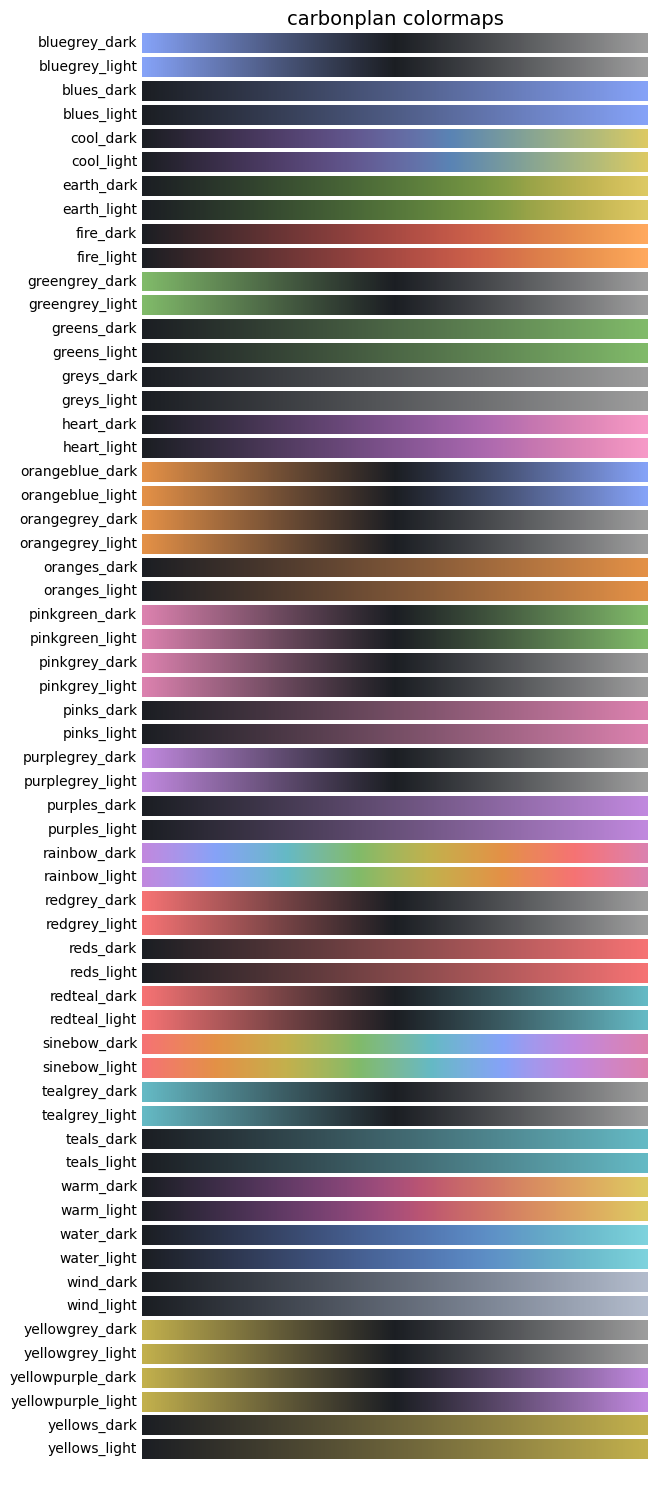 carbonplan colormaps
bluegrey_dark
bluegrey_light
blues_dark
blues_light
cool_dark
cool_light
earth_dark
earth_light
fire_dark
fire_light
greengrey_dark
greengrey_light
greens_dark
greens_light
greys_dark
greys_light
heart_dark
heart_light
orangeblue_dark
orangeblue_light
orangegrey_dark
orangegrey_light
oranges_dark
oranges_light
pinkgreen_dark
pinkgreen_light
pinkgrey_dark
pinkgrey_light
pinks_dark
pinks_light
purplegrey_dark
purplegrey_light
purples_dark
purples_light
rainbow_dark
rainbow_light
redgrey_dark
redgrey_light
reds_dark
reds_light
redteal_dark
redteal_light
sinebow_dark
sinebow_light
tealgrey_dark
tealgrey_light
teals_dark
teals_light
warm_dark
warm_light
water_dark
water_light
wind_dark
wind_light
yellowgrey_dark
yellowgrey_light
yellowpurple_dark
yellowpurple_light
yellows_dark
yellows_light